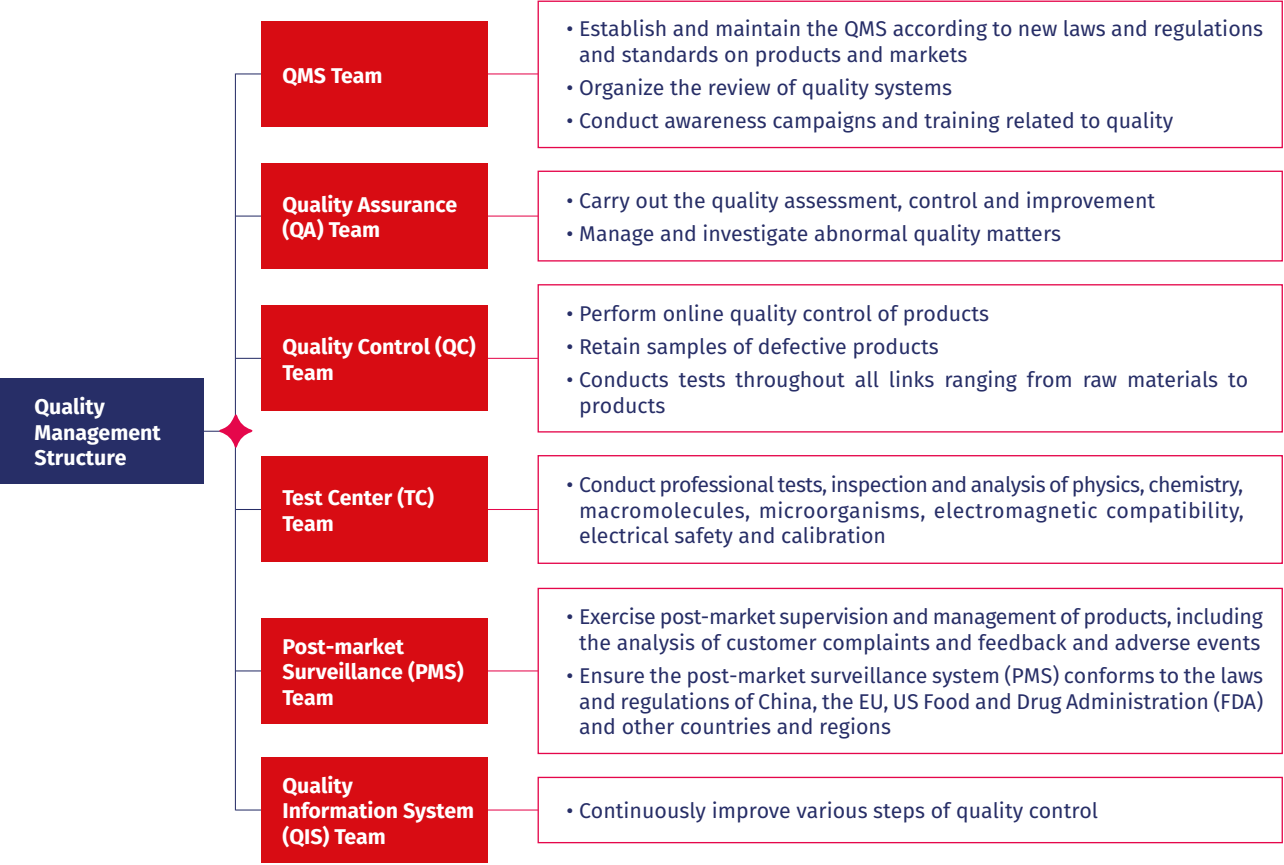 Quality
Management
Structure
QMS Team
• Establish and maintain the QMS according to new laws and regulations
and standards on products and markets
• Organize the review of quality systems
• Conduct awareness campaigns and training related to quality
Quality Assurance
(QA) Team
• Carry out the quality assessment, control and improvement
• Manage and investigate abnormal quality matters
Quality Control (QC)
Team
• Perform online quality control of products
• Retain samples of defective products
• Conducts tests throughout all links ranging from raw materials to
products
Test Center (TC)
Team
• Conduct professional tests, inspection and analysis of physics, chemistry,
macromolecules, microorganisms, electromagnetic compatibility,
electrical safety and calibration
Post-market
Surveillance (PMS)
Team
• Exercise post-market supervision and management of products, including
the analysis of customer complaints and feedback and adverse events
• Ensure the post-market surveillance system (PMS) conforms to the laws
and regulations of China, the EU, US Food and Drug Administration (FDA)
and other countries and regions
Quality
Information System
(QIS) Team
• Continuously improve various steps of quality control